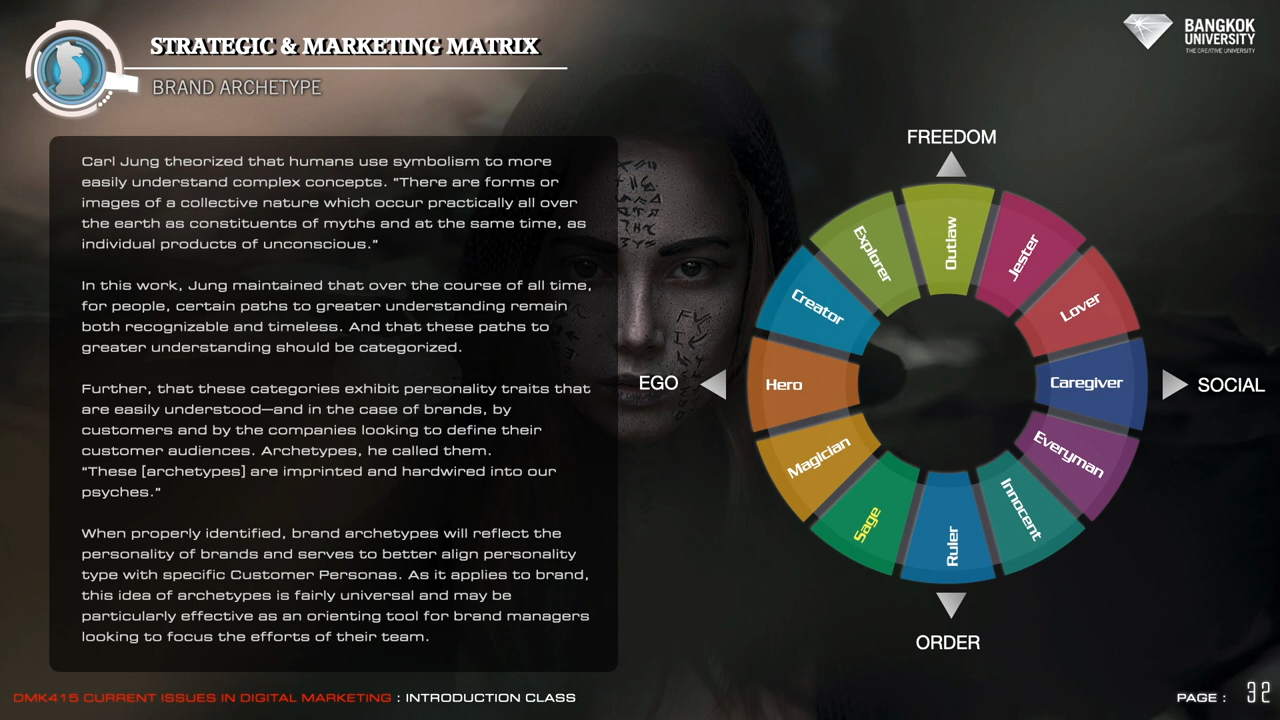 STRATEGIC & MARKETING MATRIX
BRAND ARCHETYPE
BANGKOK
UNIVERSITY
THE CREATIVE UNIVERSITY
Carl Jung theorized that humans use symbolism to more
easily understand complex concepts. "There are forms or
images of a collective nature which occur practically all over
the earth as constituents of myths and at the same time, as
individual products of unconscious."
In this work, Jung maintained that over the course of all time,
for people, certain paths to greater understanding remain
both recognizable and timeless. And that these paths to
greater understanding should be categorized.
Further, that these categories exhibit personality traits that
are easily understood—and in the case of brands, by
customers and by the companies looking to define their
customer audiences. Archetypes, he called them.
"These [archetypes] are imprinted and hardwired into our
psyches."
When properly identified, brand archetypes will reflect the
personality of brands and serves to better align personality
type with specific Customer Personas. As it applies to brand,
this idea of archetypes is fairly universal and may be
particularly effective as an orienting tool for brand managers
looking to focus the efforts of their team.
FREEDOM
Outlaw
Jester
Lover
Caregiver
Everyman
Innocent
Ruler
Sage
Magician
Hero
Creator
Explorer
EGO
SOCIAL
ORDER
DMK415 CURRENT ISSUES IN DIGITAL MARKETING : INTRODUCTION CLASS
PAGE : 32